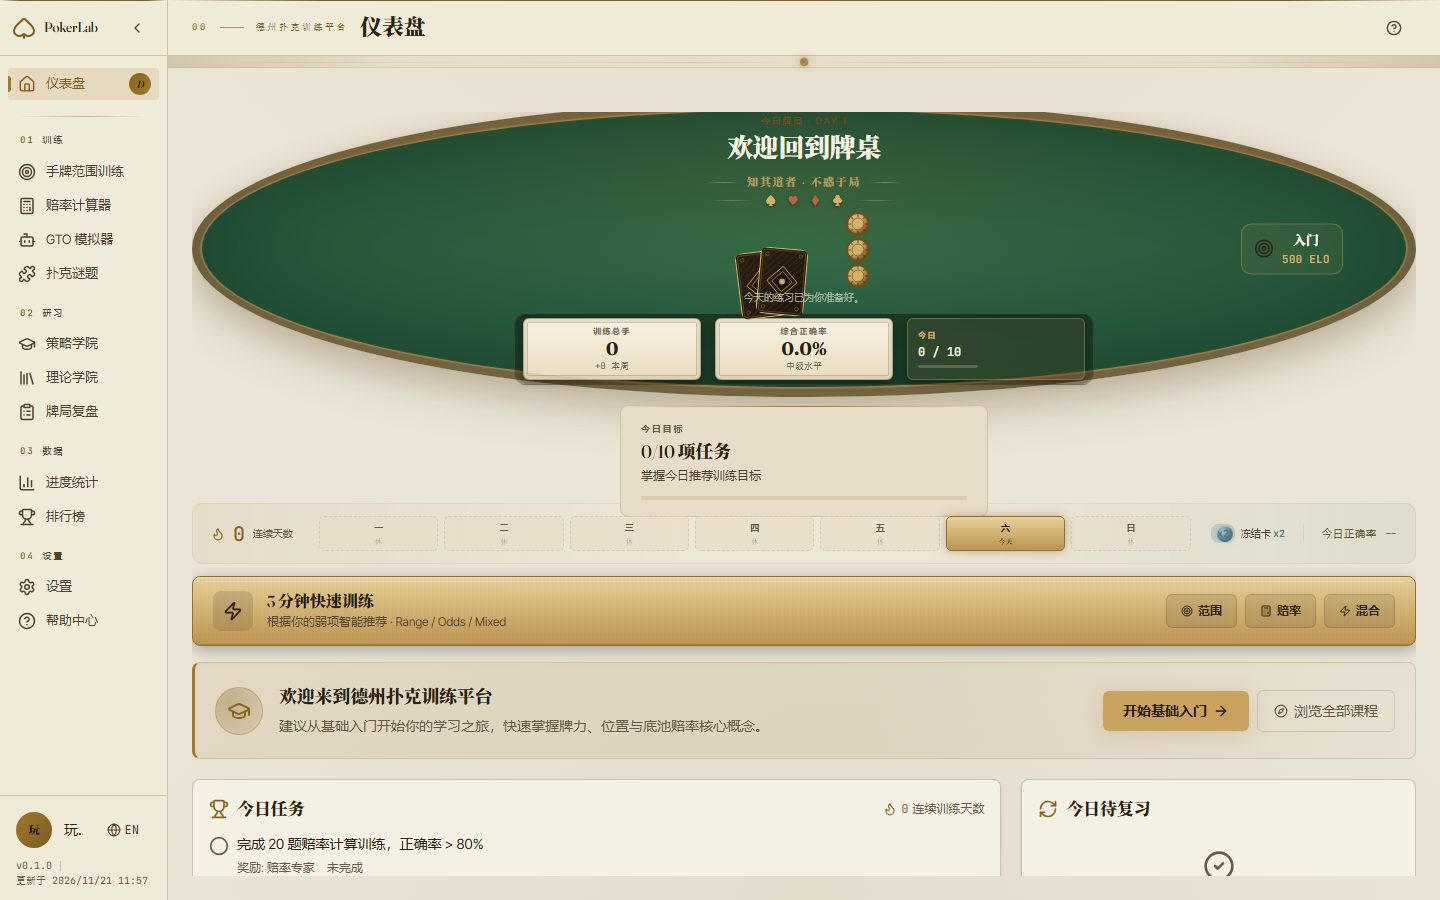 PokerLab
仪表盘
D
01 训练
手牌范围训练
赔率计算器
GTO 模拟器
扑克谜题
02 研习
策略学院
理论学院
牌局复盘
03 数据
进度统计
排行榜
04 设置
设置
帮助中心
玩
玩.
EN
v0.1.0 |
更新于 2026/11/21 11:57
00 德州扑克训练平台 仪表盘
今日牌局 · DAY 1
欢迎回到牌桌
知其道者 · 不惑于局
入门
500 ELO
今天的练习已为你准备好。
训练总手
0
+0 本周
综合正确率
0.0%
中级水平
今日
0 / 10
今日目标
0/10 项任务
掌握今日推荐训练目标
0 连续天数
一
休
二
休
三
休
四
休
五
休
六
今天
日
休
冻结卡 x2
今日正确率 --
5 分钟快速训练
根据你的弱项智能推荐 · Range / Odds / Mixed
范围
赔率
混合
欢迎来到德州扑克训练平台
建议从基础入门开始你的学习之旅，快速掌握牌力、位置与底池赔率核心概念。
开始基础入门 →
浏览全部课程
今日任务
0 连续训练天数
完成 20 题赔率计算训练，正确率 > 80%
奖励: 赔率专家 未完成
今日待复习